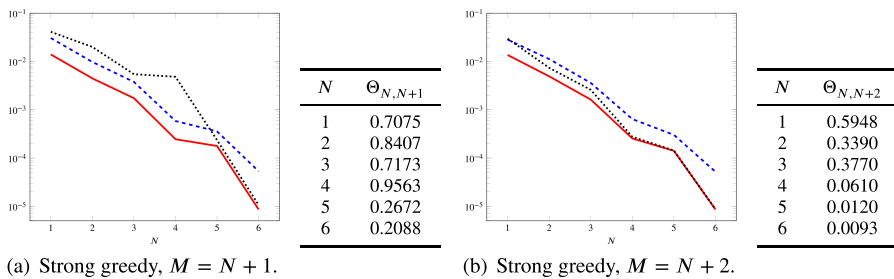 10⁻¹
10⁻²
10⁻³
10⁻⁴
10⁻⁵
1 2 3 4 5 6
N
N Θ_{N,N+1}
1 0.7075
2 0.8407
3 0.7173
4 0.9563
5 0.2672
6 0.2088
(a) Strong greedy, M = N + 1.
10⁻¹
10⁻²
10⁻³
10⁻⁴
10⁻⁵
1 2 3 4 5 6
N
N Θ_{N,N+2}
1 0.5948
2 0.3390
3 0.3770
4 0.0610
5 0.0120
6 0.0093
(b) Strong greedy, M = N + 2.